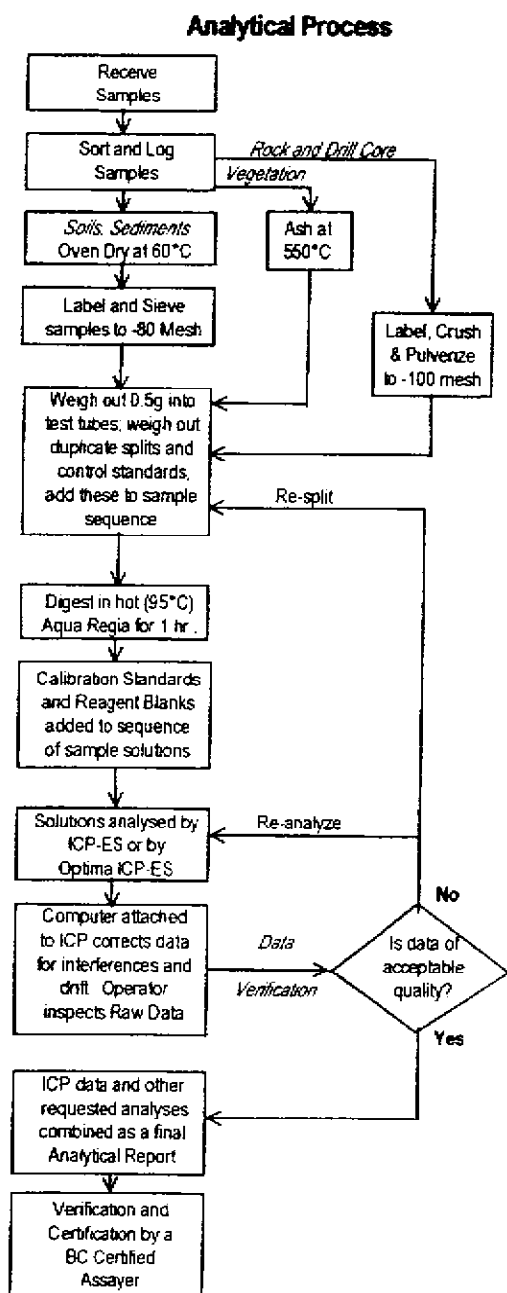 Analytical Process
Receive
Samples
Sort and Log
Samples
Rock and Drill Core
Vegetation
Soils, Sediments
Oven Dry at 60°C
Ash at
550°C
Label and Sieve
samples to -80 Mesh
Label, Crush
& Pulverize
to -100 mesh
Weigh out 0.5g into
test tubes; weigh out
duplicate splits and
control standards,
add these to sample
sequence
Re-split
Digest in hot (95°C)
Aqua Regia for 1 hr.
Calibration Standards
and Reagent Blanks
added to sequence
of sample solutions
Solutions analysed by
ICP-ES or by
Optima ICP-ES
Re-analyze
No
Computer attached
to ICP corrects data
for interferences and
drift. Operator
inspects Raw Data
Data
Verification
Is data of
acceptable
quality?
Yes
ICP data and other
requested analyses
combined as a final
Analytical Report
Verification and
Certification by a
BC Certified
Assayer